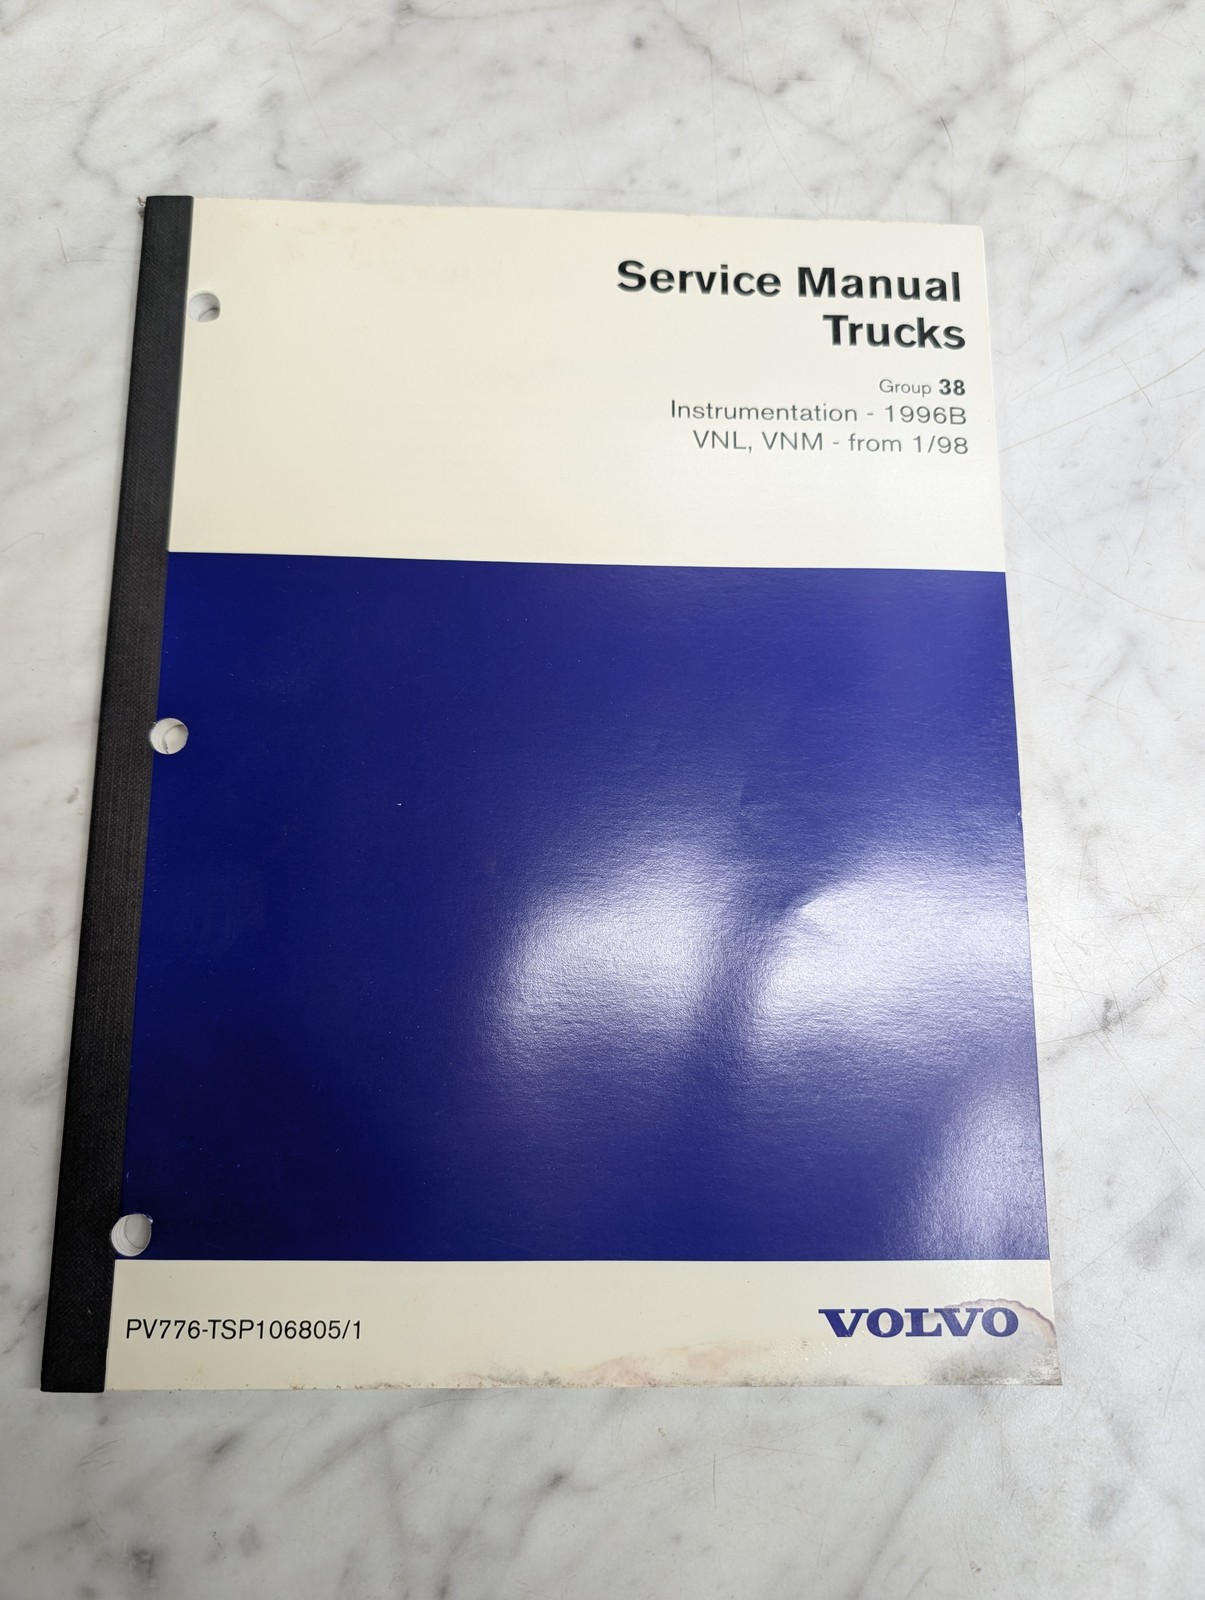 Service Manual
Trucks
Group 38
Instrumentation - 1996B
VNL, VNM - from 1/98
PV776-TSP106805/1
VOLVO